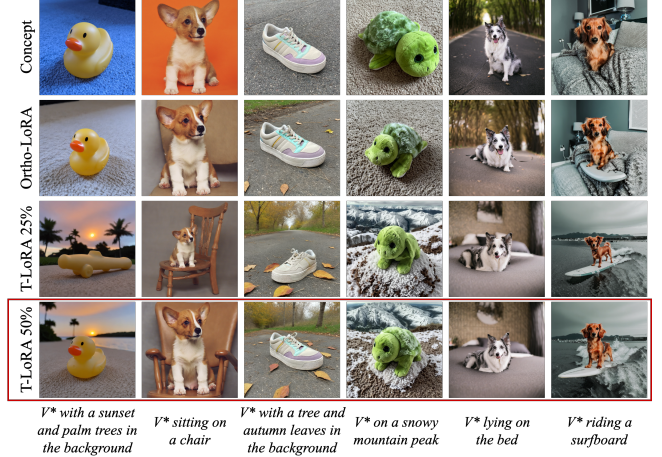 Concept
Ortho-LoRA
T-LoRA 25%
T-LoRA 50%
V* with a sunset
and palm trees in
the background
V* sitting on
a chair
V* with a tree and
autumn leaves in
the background
V* on a snowy
mountain peak
V* lying on
the bed
V* riding a
surfboard